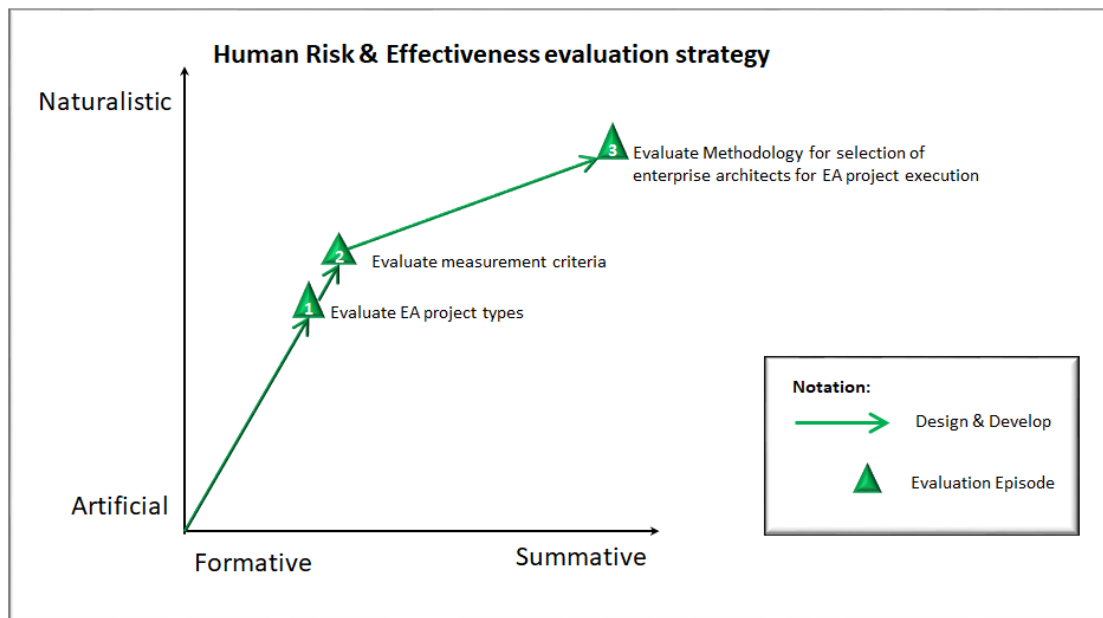 Human Risk & Effectiveness evaluation strategy
Naturalistic
3
Evaluate Methodology for selection of
enterprise architects for EA project execution
2
Evaluate measurement criteria
1
Evaluate EA project types
Notation:
Design & Develop
Evaluation Episode
Artificial
Formative
Summative